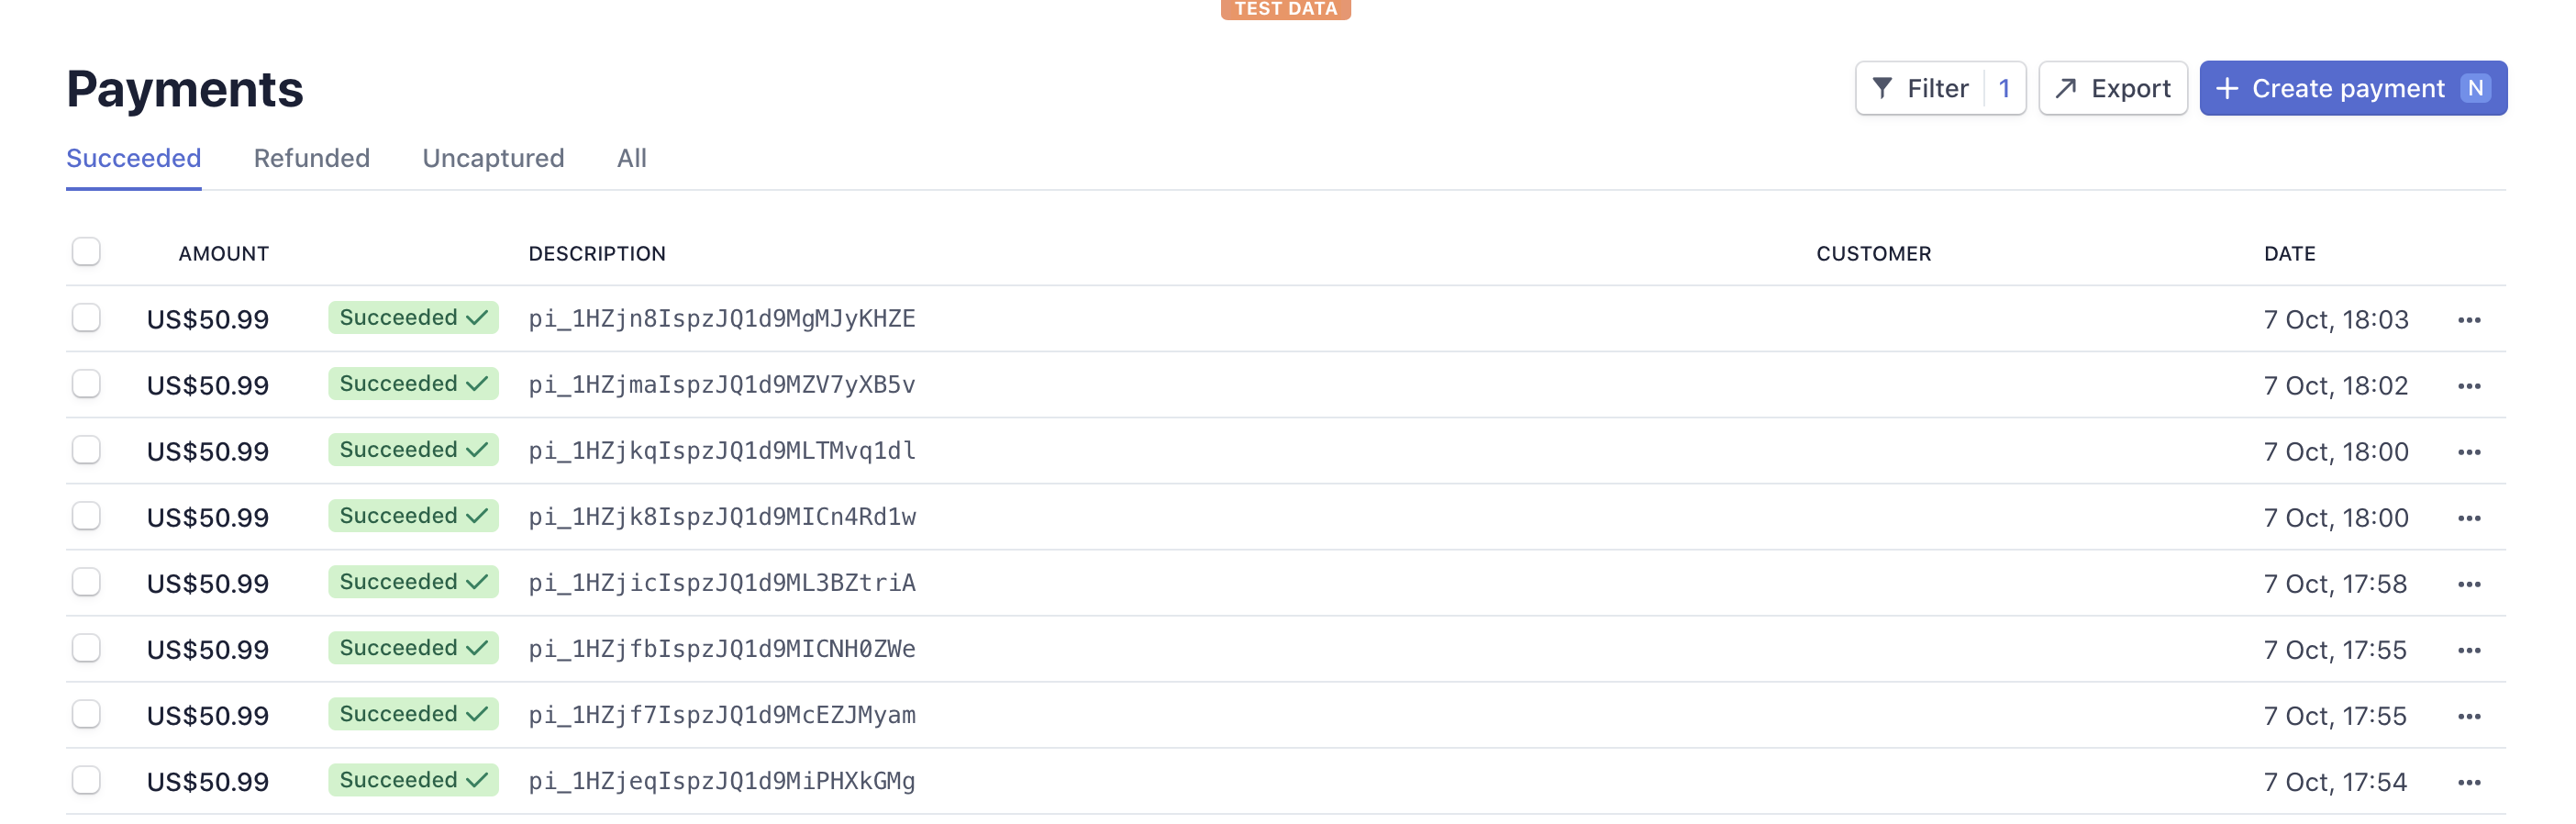 TEST DATA
Payments
Filter 1 Export + Create payment N
Succeeded Refunded Uncaptured All
AMOUNT DESCRIPTION CUSTOMER DATE
US$50.99 Succeeded pi_1HZjn8IspzJQ1d9MgMJyKHZE 7 Oct, 18:03
US$50.99 Succeeded pi_1HZjmaIspzJQ1d9MZV7yXB5v 7 Oct, 18:02
US$50.99 Succeeded pi_1HZjkqIspzJQ1d9MLTMvq1dl 7 Oct, 18:00
US$50.99 Succeeded pi_1HZjk8IspzJQ1d9MICn4Rd1w 7 Oct, 18:00
US$50.99 Succeeded pi_1HZjicIspzJQ1d9ML3BZtriA 7 Oct, 17:58
US$50.99 Succeeded pi_1HZjfbIspzJQ1d9MICNH0ZWe 7 Oct, 17:55
US$50.99 Succeeded pi_1HZjf7IspzJQ1d9McEZJMyam 7 Oct, 17:55
US$50.99 Succeeded pi_1HZjeqIspzJQ1d9MiPHXkGMg 7 Oct, 17:54